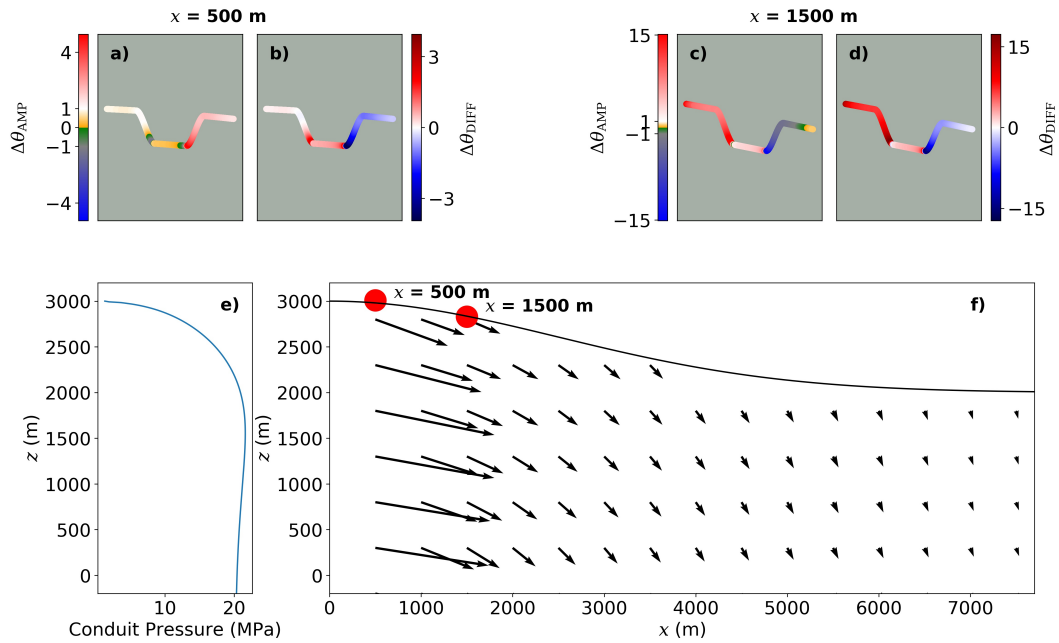 x = 500 m
x = 1500 m
a)
b)
c)
d)
4
1
0
−1
−4
ΔθAMP
3
0
−3
ΔθDIFF
15
1
−1
−15
ΔθAMP
15
0
−15
ΔθDIFF
e)
3000
2500
2000
1500
1000
500
0
z (m)
10
20
Conduit Pressure (MPa)
f)
x = 500 m
x = 1500 m
3000
2500
2000
1500
1000
500
0
z (m)
0
1000
2000
3000
4000
5000
6000
7000
x (m)